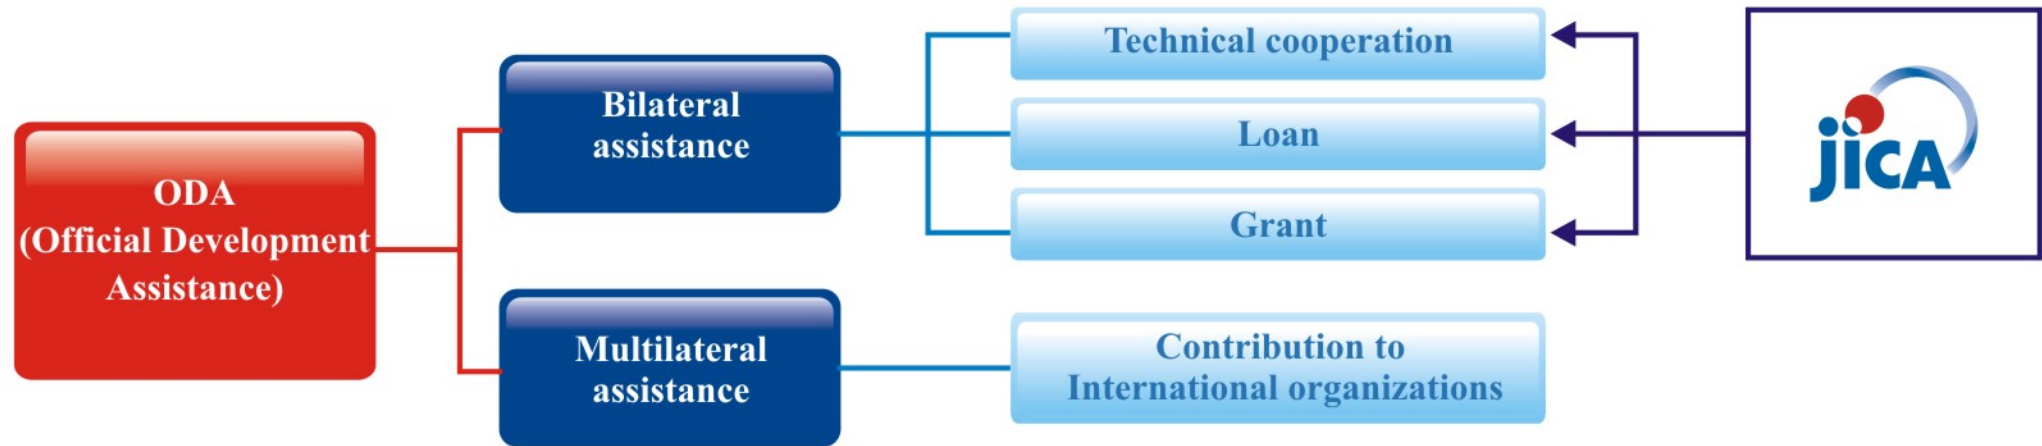 ODA
(Official Development
Assistance)
Bilateral
assistance
Multilateral
assistance
Technical cooperation
Loan
Grant
Contribution to
International organizations
jICA